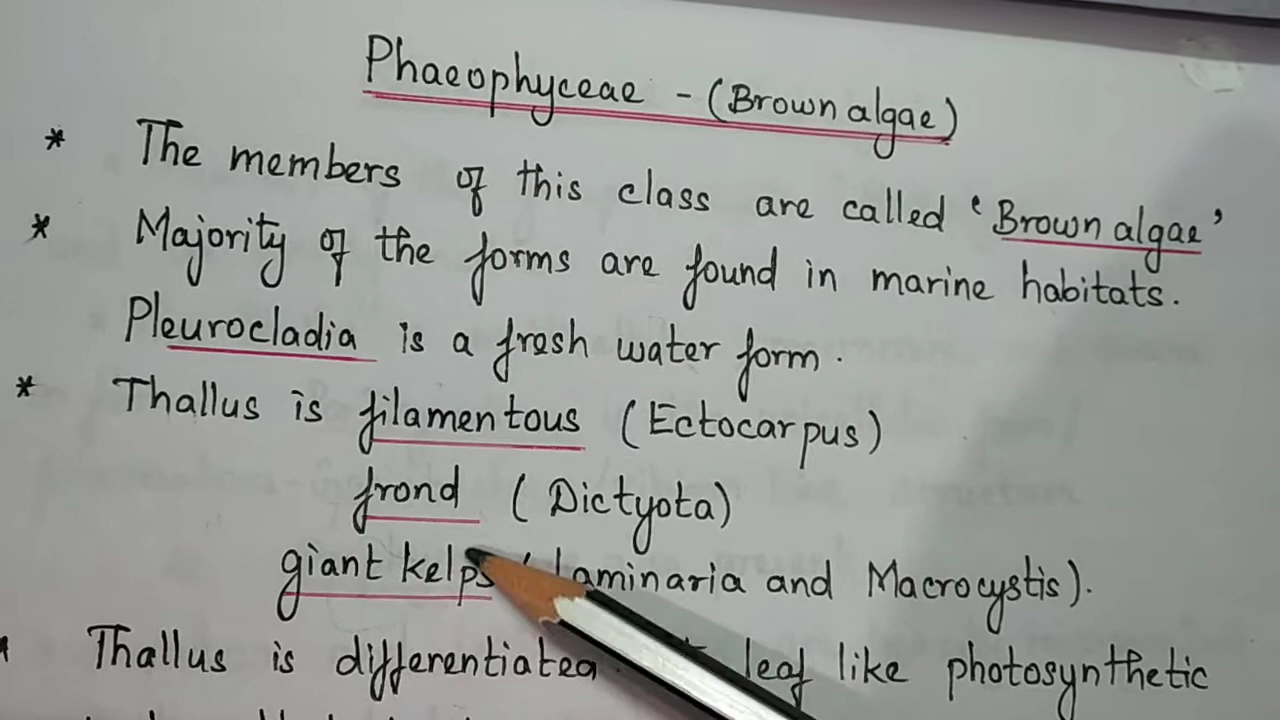 Phaeophyceae - (Brown algae)
* The members of this class are called 'Brown algae'
* Majority of the forms are found in marine habitats.
Pleurocladia is a fresh water form.
* Thallus is filamentous (Ectocarpus)
frond (Dictyota)
giant kelps (Laminaria and Macrocystis).
* Thallus is differentiated leaf like photosynthetic